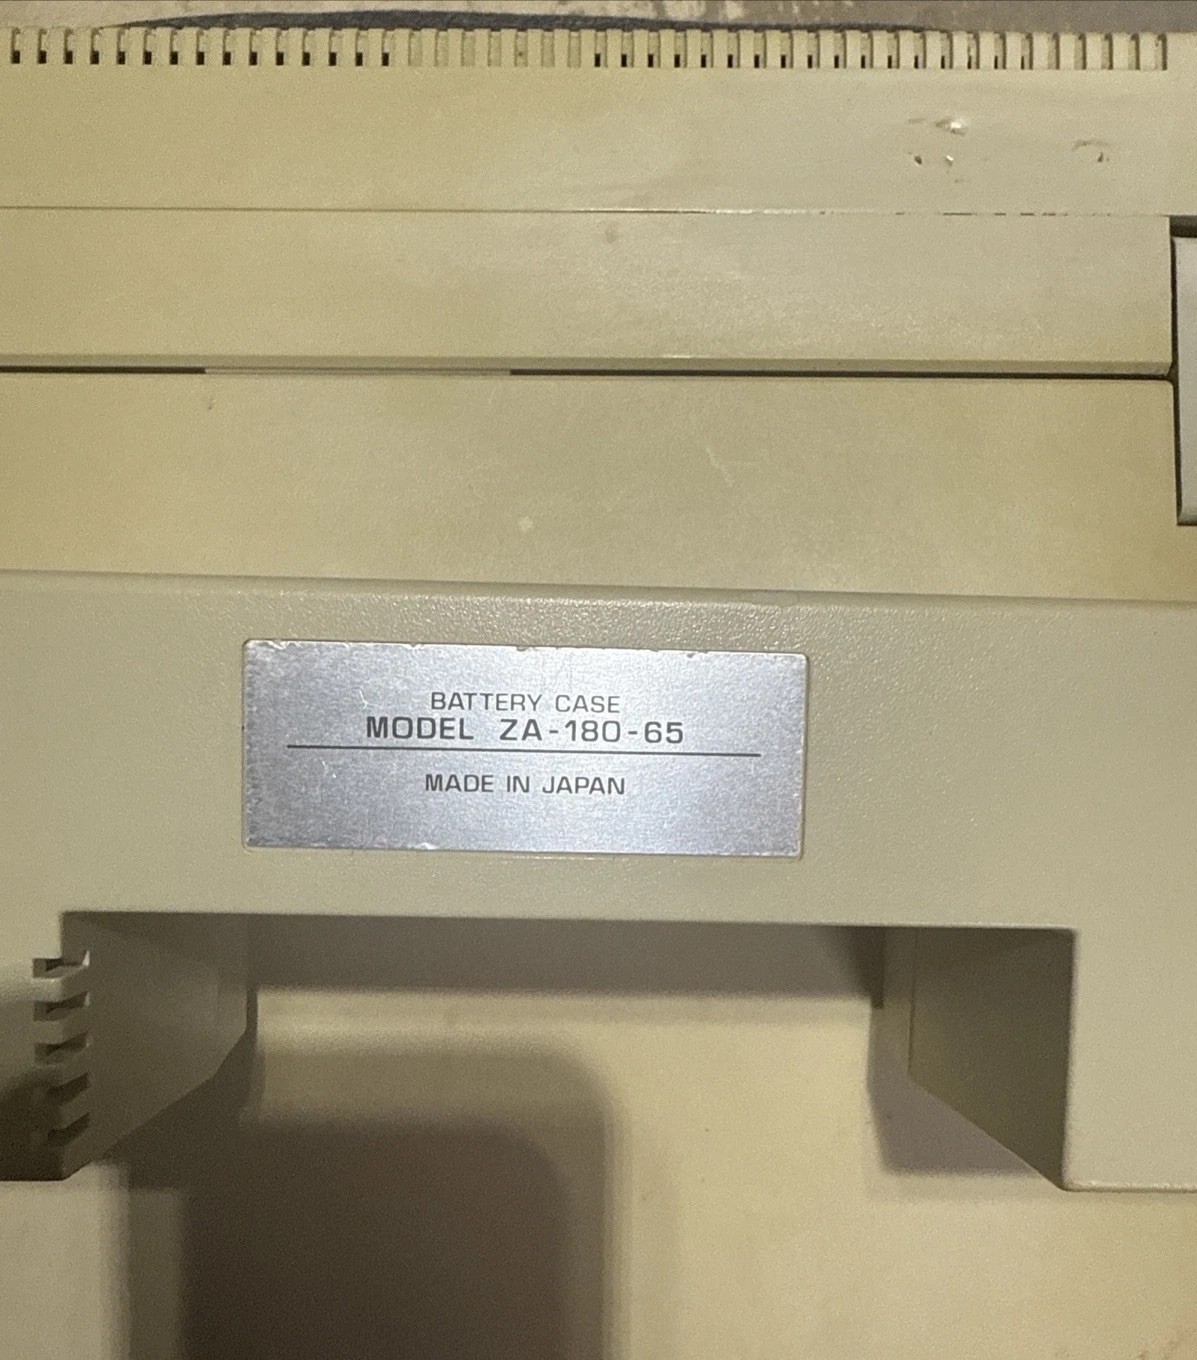 BATTERY CASE
MODEL ZA-180-65
MADE IN JAPAN